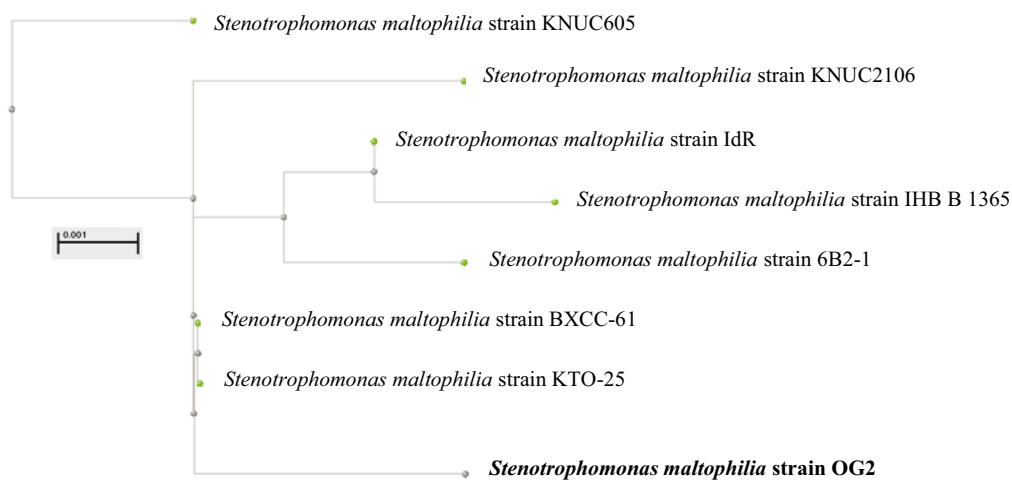 Stenotrophomonas maltophilia strain KNUC605
Stenotrophomonas maltophilia strain KNUC2106
Stenotrophomonas maltophilia strain IdR
Stenotrophomonas maltophilia strain IHB B 1365
0.001
Stenotrophomonas maltophilia strain 6B2-1
Stenotrophomonas maltophilia strain BXCC-61
Stenotrophomonas maltophilia strain KTO-25
Stenotrophomonas maltophilia strain OG2